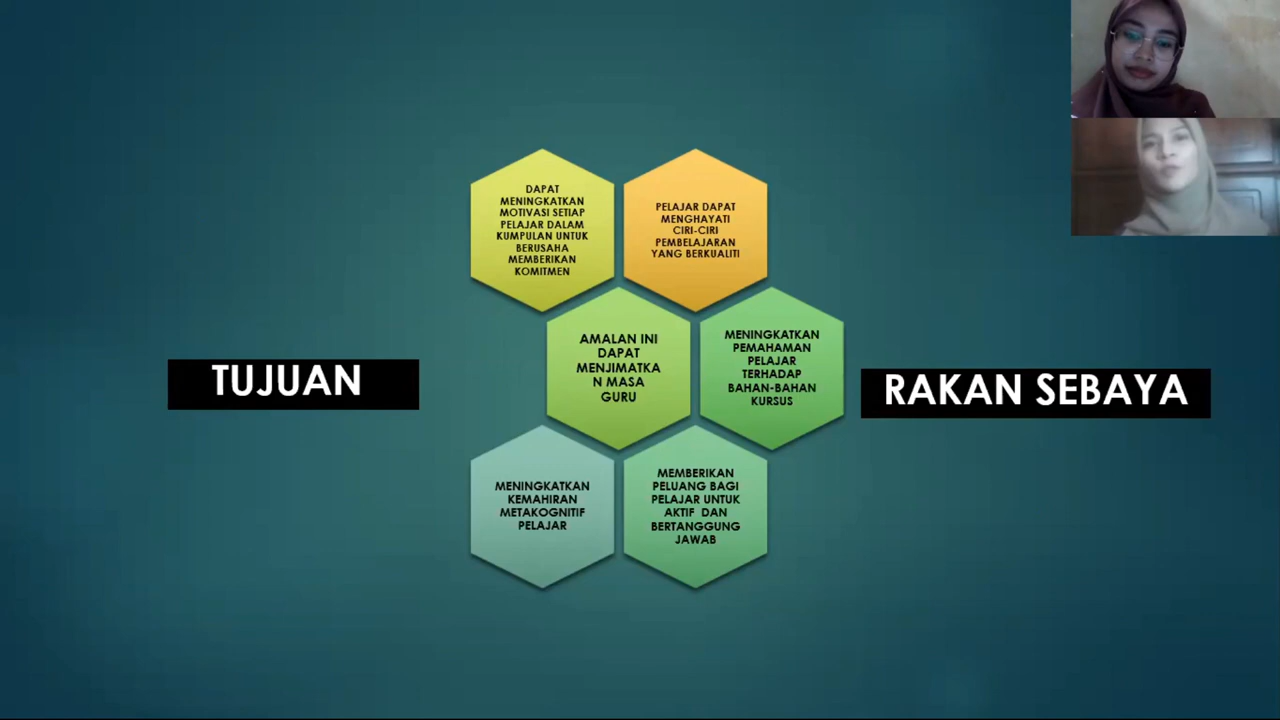 DAPAT
MENINGKATKAN
MOTIVASI SETIAP
PELAJAR DALAM
KUMPULAN UNTUK
BERUSAHA
MEMBERIKAN
KOMITMEN
PELAJAR DAPAT
MENGHAYATI
CIRI-CIRI
PEMBELAJARAN
YANG BERKUALITI
TUJUAN
AMALAN INI
DAPAT
MENJIMATKA
N MASA
GURU
MENINGKATKAN
PEMAHAMAN
PELAJAR
TERHADAP
BAHAN-BAHAN
KURSUS
RAKAN SEBAYA
MENINGKATKAN
KEMAHIRAN
METAKOGNITIF
PELAJAR
MEMBERIKAN
PELUANG BAGI
PELAJAR UNTUK
AKTIF DAN
BERTANGGUNG
JAWAB